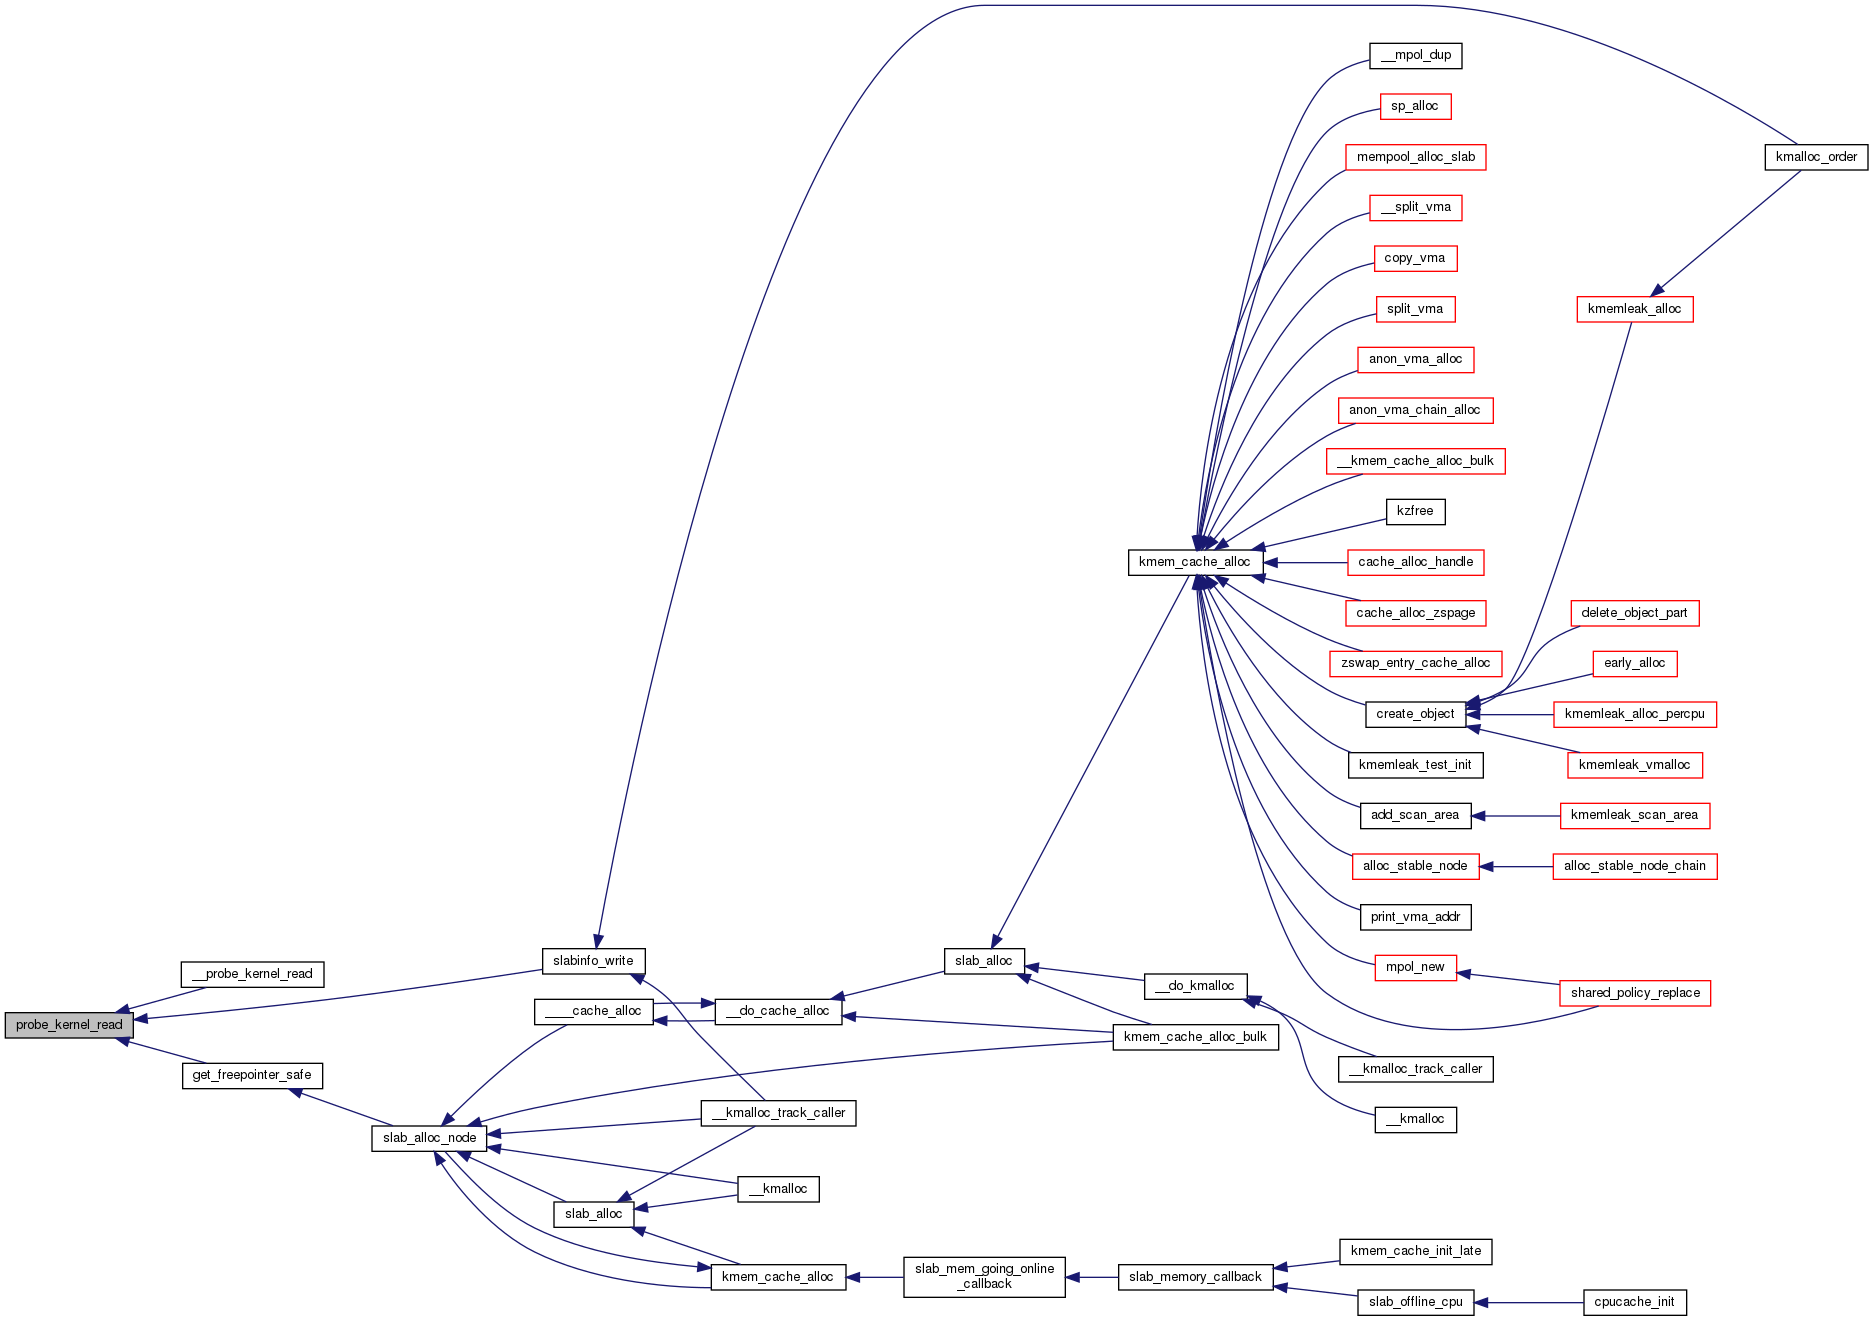 __mpol_dup
sp_alloc
mempool_alloc_slab
kmalloc_order
__split_vma
copy_vma
split_vma
kmemleak_alloc
anon_vma_alloc
anon_vma_chain_alloc
__kmem_cache_alloc_bulk
kzfree
kmem_cache_alloc
cache_alloc_handle
cache_alloc_zspage
delete_object_part
zswap_entry_cache_alloc
early_alloc
create_object
kmemleak_alloc_percpu
kmemleak_test_init
kmemleak_vmalloc
add_scan_area
kmemleak_scan_area
alloc_stable_node
alloc_stable_node_chain
print_vma_addr
slabinfo_write
slab_alloc
mpol_new
__probe_kernel_read
__do_kmalloc
shared_policy_replace
probe_kernel_read
____cache_alloc
__do_cache_alloc
kmem_cache_alloc_bulk
get_freepointer_safe
__kmalloc_track_caller
__kmalloc_track_caller
__kmalloc
slab_alloc_node
__kmalloc
slab_alloc
kmem_cache_init_late
kmem_cache_alloc
slab_mem_going_online
_callback
slab_memory_callback
slab_offline_cpu
cpucache_init